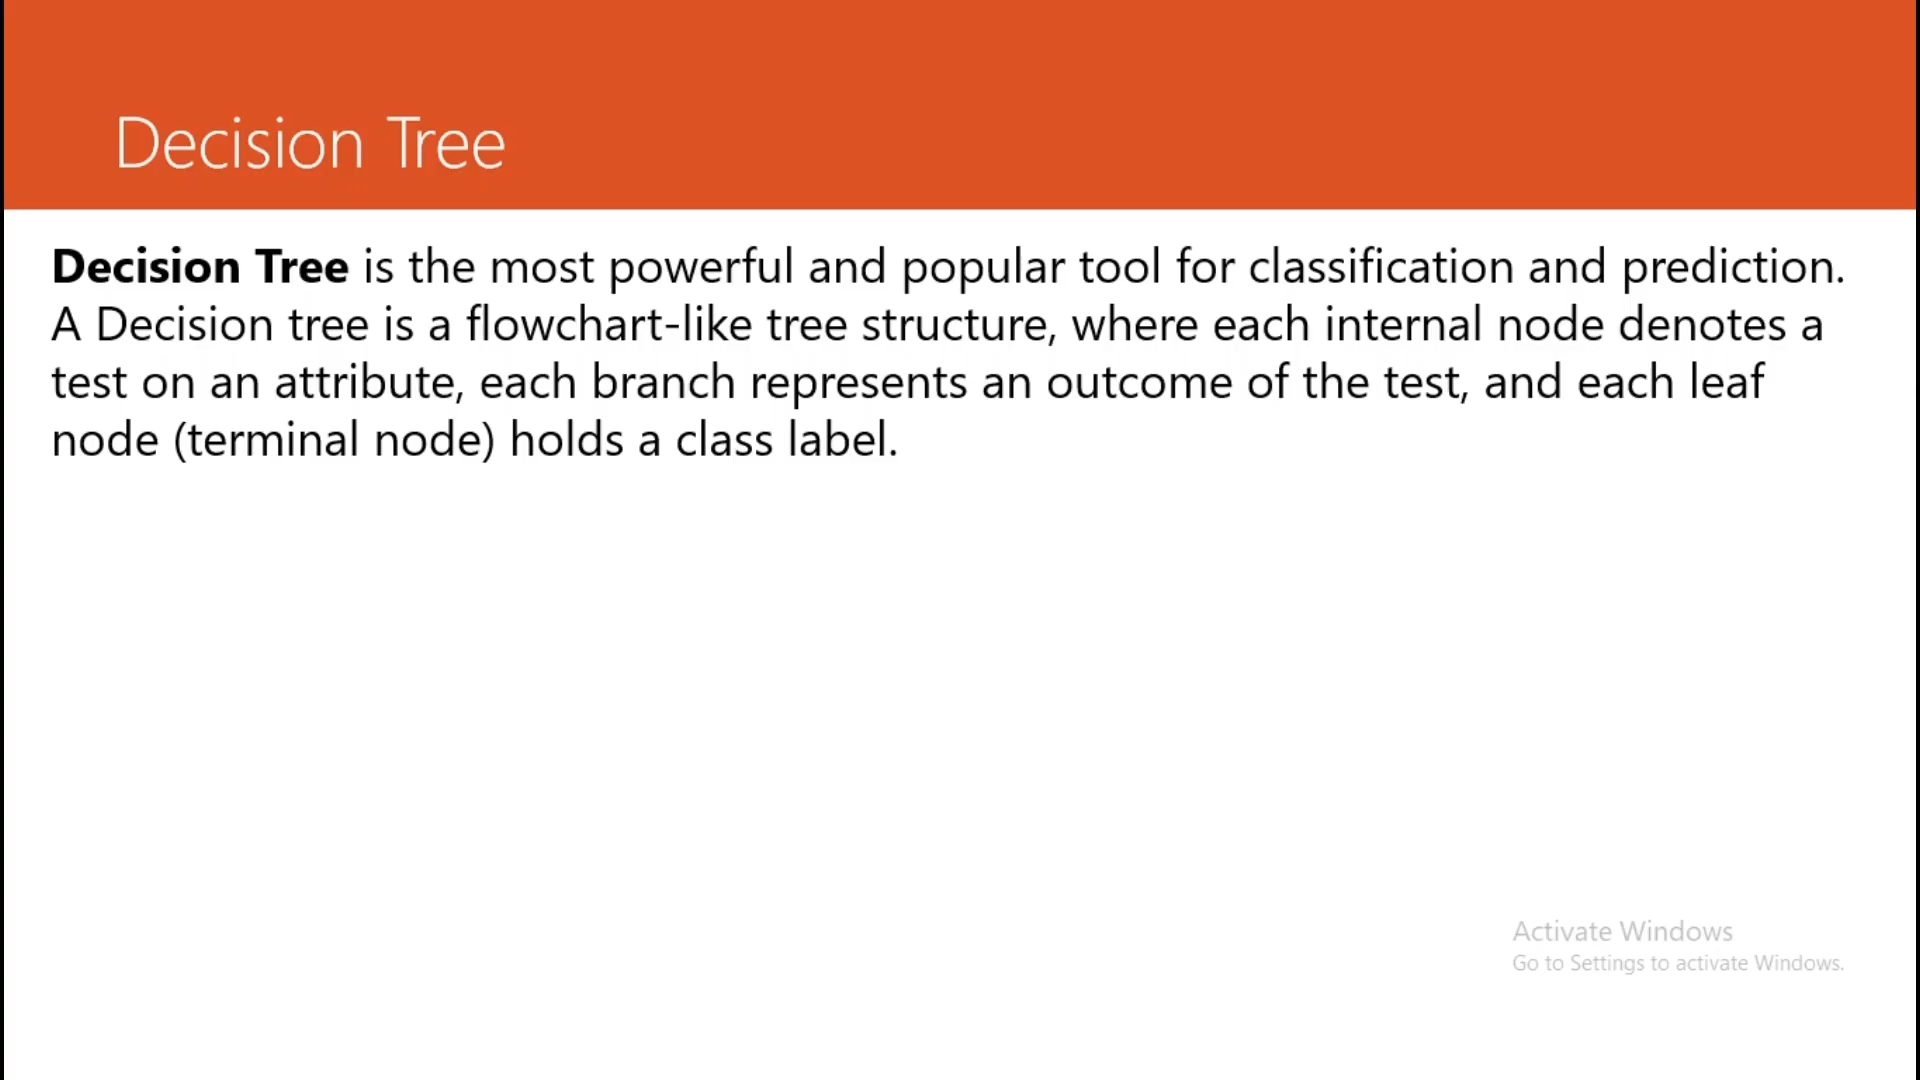 Decision Tree
Decision Tree is the most powerful and popular tool for classification and prediction.
A Decision tree is a flowchart-like tree structure, where each internal node denotes a
test on an attribute, each branch represents an outcome of the test, and each leaf
node (terminal node) holds a class label.
Activate Windows
Go to Settings to activate Windows.